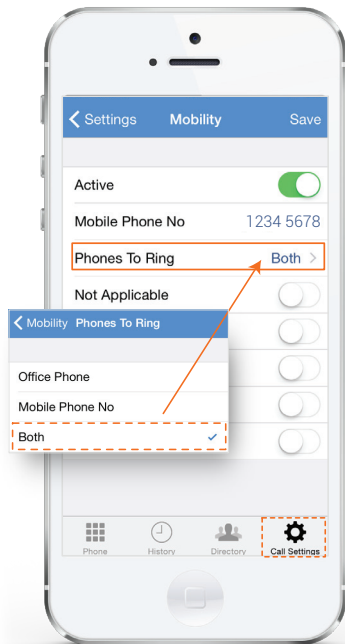 Settings Mobility Save
Active
Mobile Phone No 1234 5678
Phones To Ring Both
Not Applicable
Mobility Phones To Ring
Office Phone
Mobile Phone No
Both
Phone History Directory Call Settings